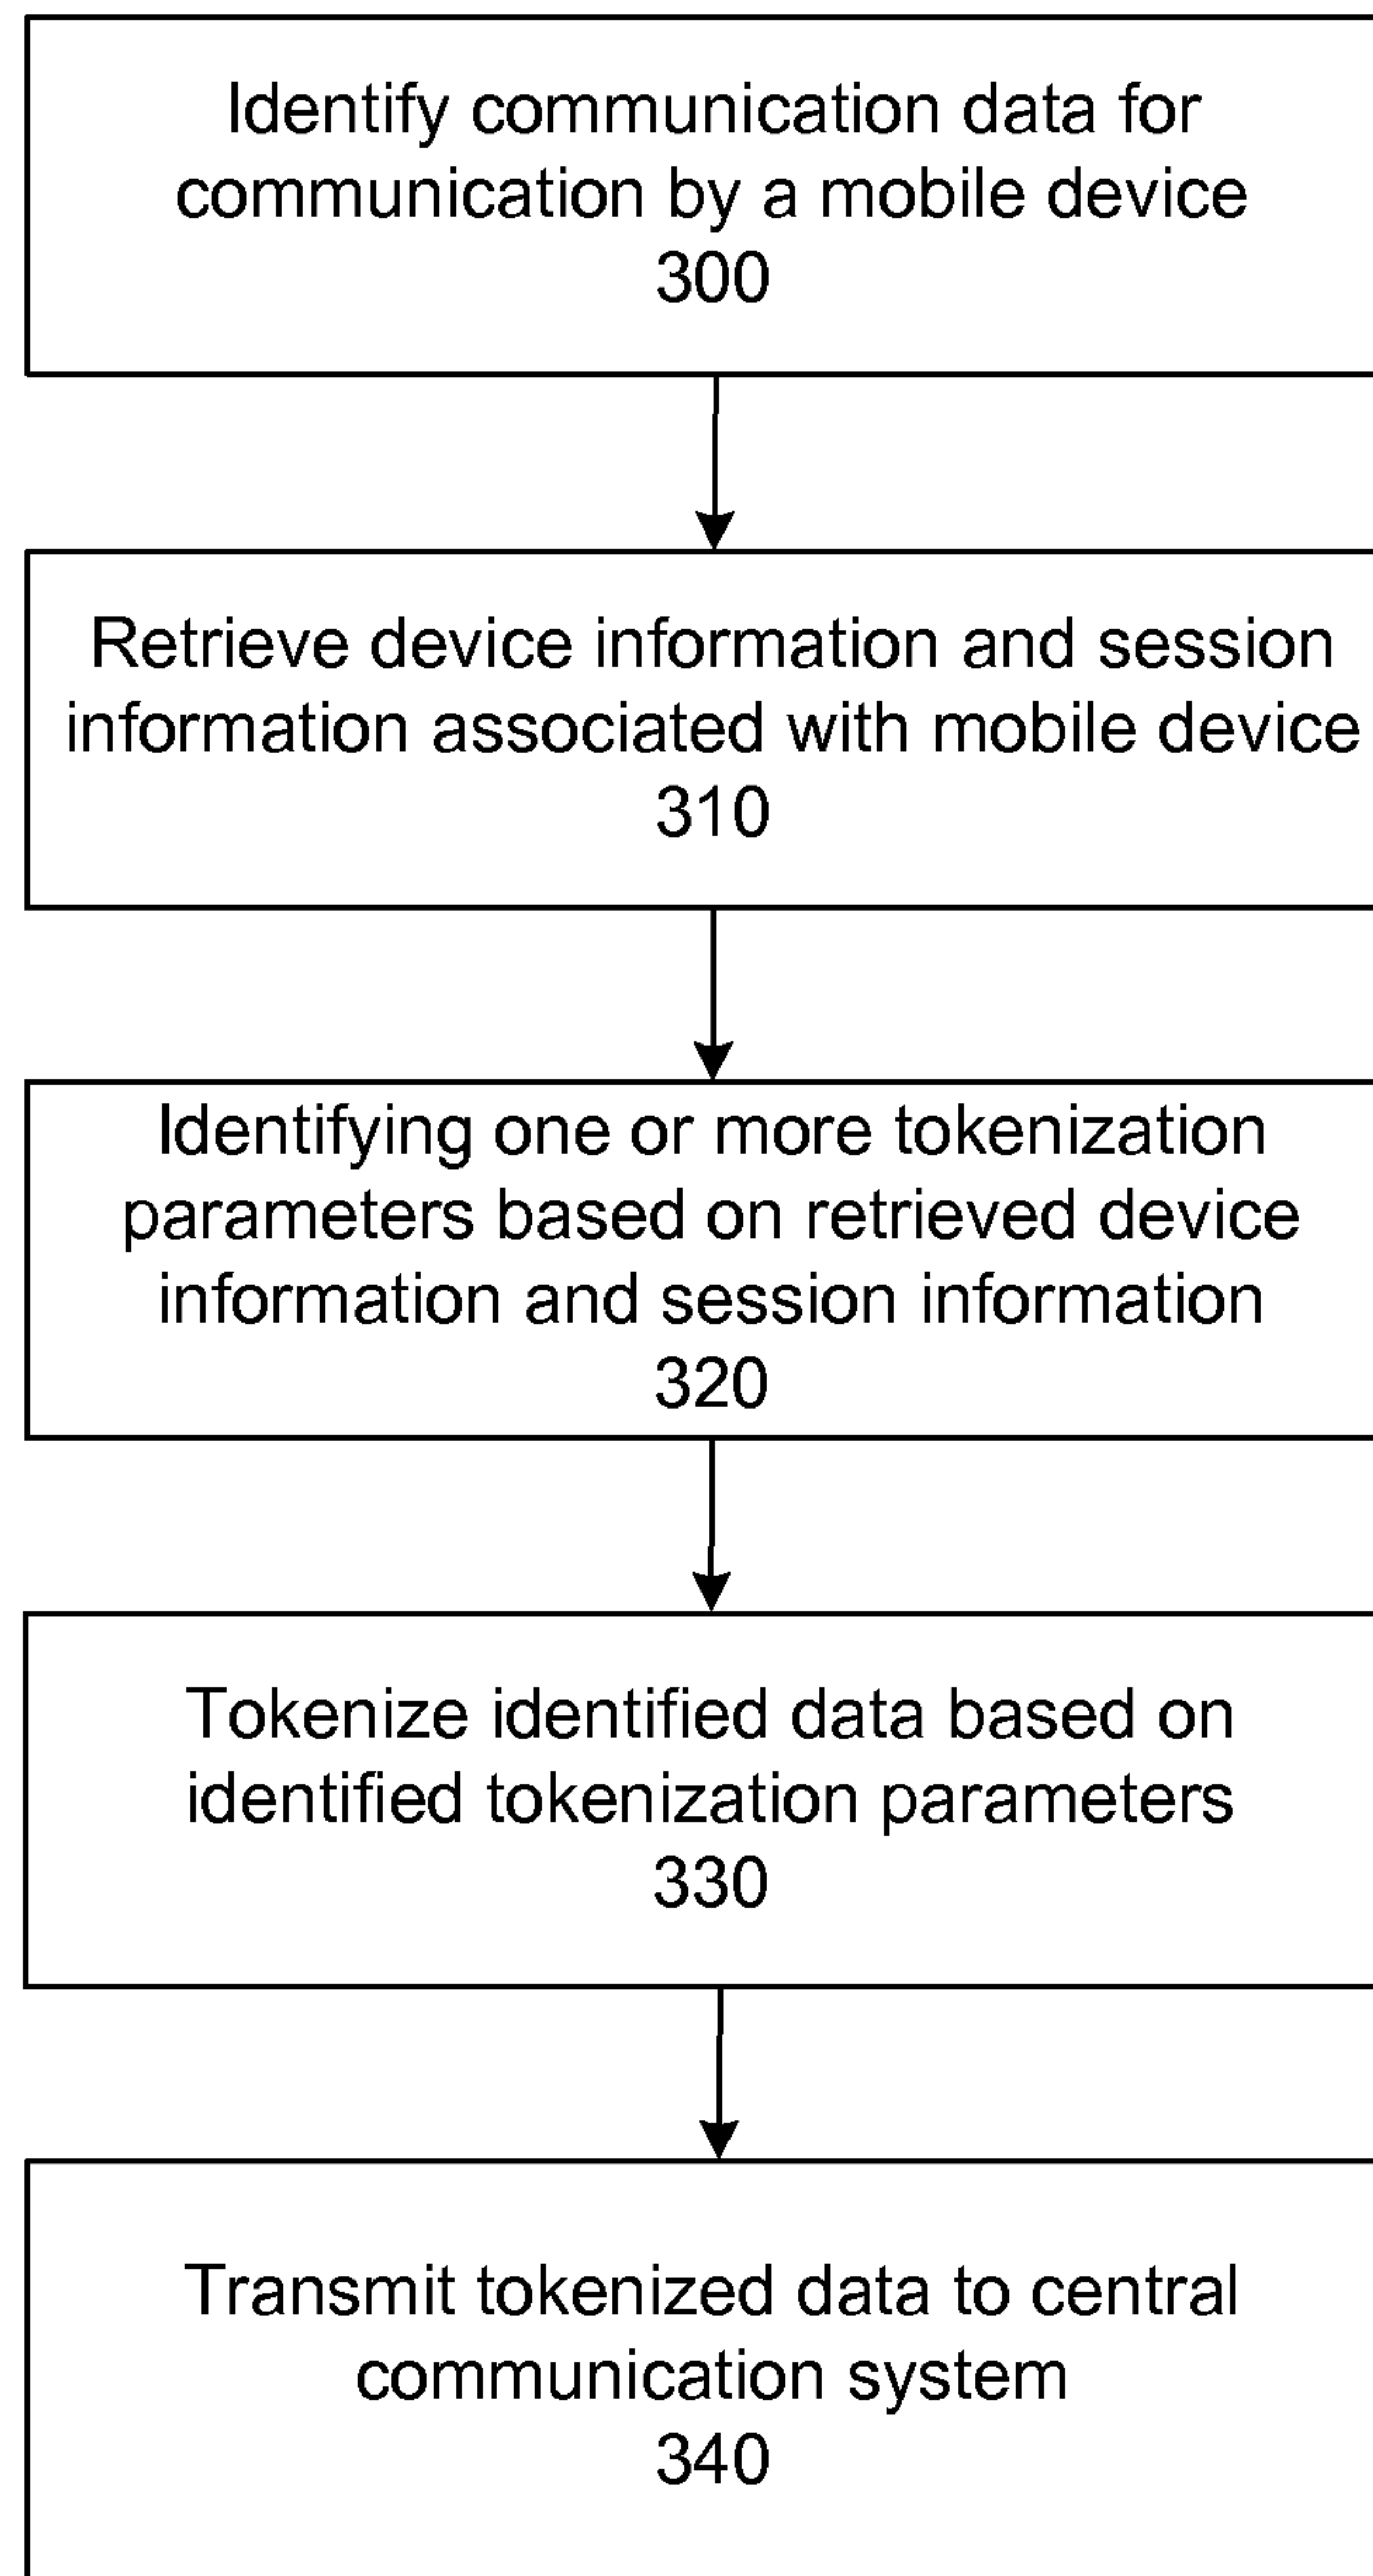 Identify communication data for
communication by a mobile device
300
Retrieve device information and session
information associated with mobile device
310
Identifying one or more tokenization
parameters based on retrieved device
information and session information
320
Tokenize identified data based on
identified tokenization parameters
330
Transmit tokenized data to central
communication system
340